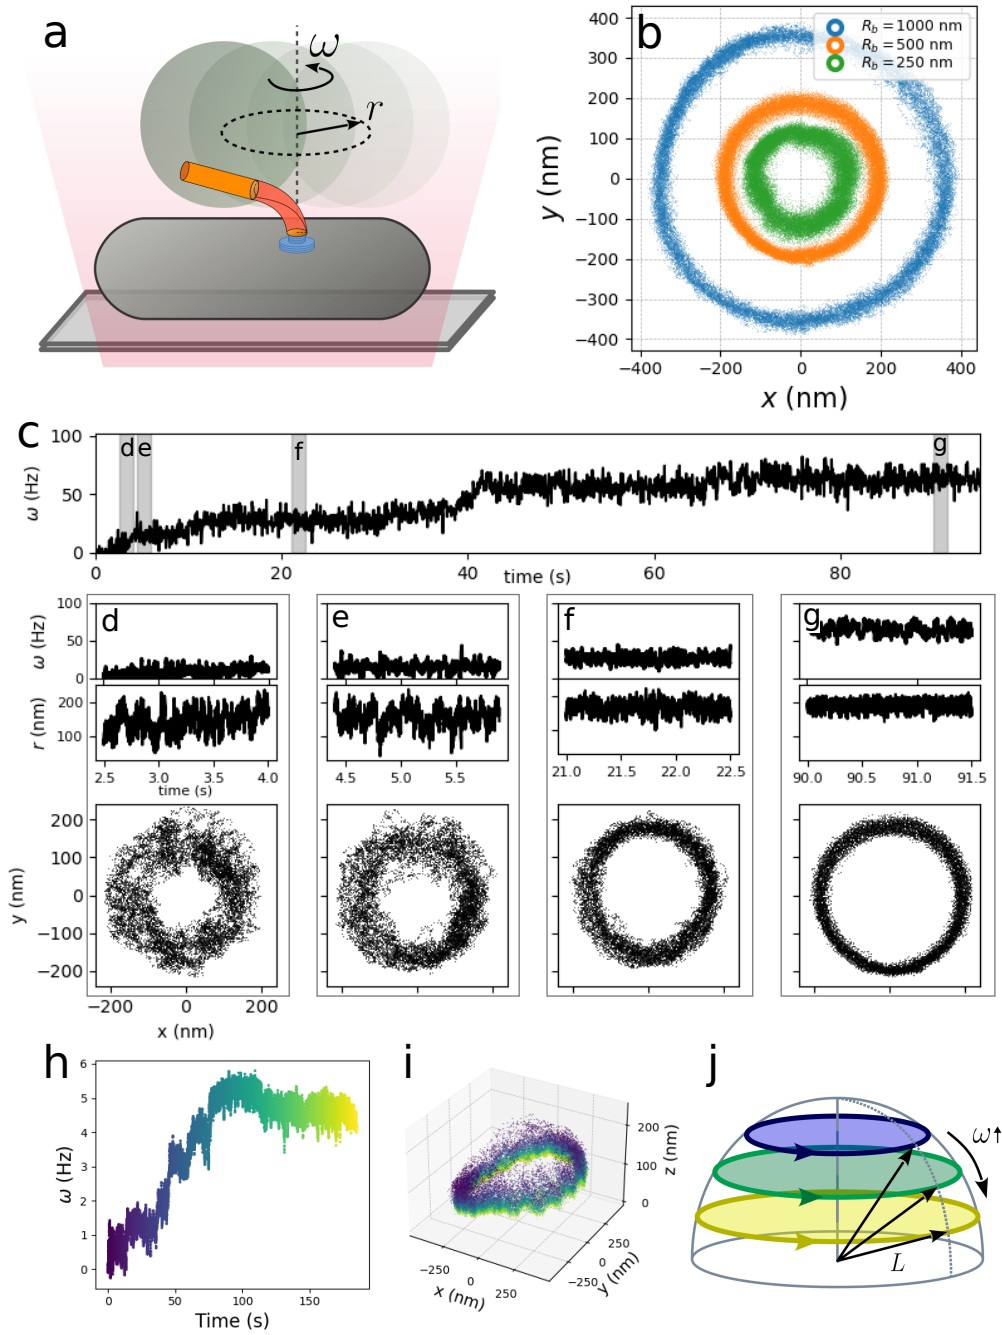 a
ω
r
b
R_b = 1000 nm
R_b = 500 nm
R_b = 250 nm
400
300
200
100
0
−100
−200
−300
−400
y (nm)
−400 −200 0 200 400
x (nm)
c
100
50
0
ω (Hz)
d e f g
0 20 40 60 80
time (s)
d e f g
100
50
0
ω (Hz)
200
100
r (nm)
2.5 3.0 3.5 4.0
time (s)
4.5 5.0 5.5
21.0 21.5 22.0 22.5
90.0 90.5 91.0 91.5
200
100
0
−100
−200
y (nm)
−200 0 200
x (nm)
h
6
5
4
3
2
1
0
ω (Hz)
0 50 100 150
Time (s)
i
200
100
0
z (nm)
−250 0 250
x (nm)
250
0
−250
y (nm)
j
ω↑
L